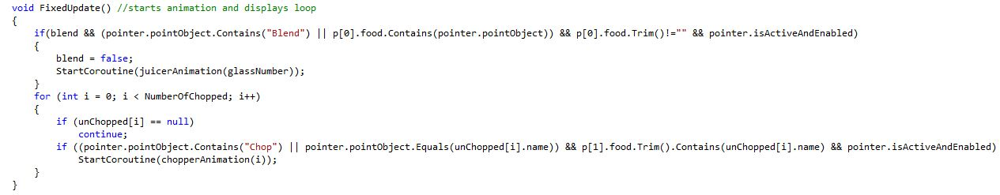 void FixedUpdate() //starts animation and displays loop
{
    if(blend && (pointer.pointObject.Contains("Blend") || p[0].food.Contains(pointer.pointObject)) && p[0].food.Trim()!="" && pointer.isActiveAndEnabled)
    {
        blend = false;
        StartCoroutine(juicerAnimation(glassNumber));
    }
    for (int i = 0; i < NumberOfChopped; i++)
    {
        if (unChopped[i] == null)
            continue;
        if ((pointer.pointObject.Contains("Chop") || pointer.pointObject.Equals(unChopped[i].name)) && p[1].food.Trim().Contains(unChopped[i].name) && pointer.isActiveAndEnabled)
            StartCoroutine(chopperAnimation(i));
    }
}